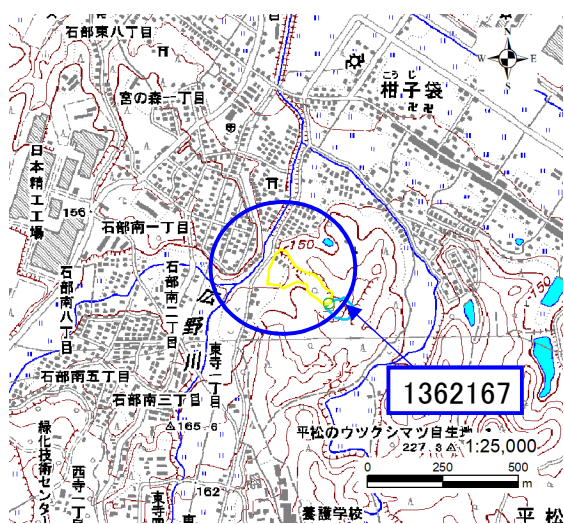 石部東八丁目
N
W
E
S
こうじ
柑子袋
宮の森一丁目
日本精工工場
156
石部南一丁目
150
150
石部南八丁目
石部南二丁目
広野川
東寺一丁目
1362167
石部南五丁目
石部南三丁目
165.6
平松のウツクシマツ自生地
227.8
1:25,000
0 250 500
m
緑化技術センター
西寺一丁目
162
養護学校
平松